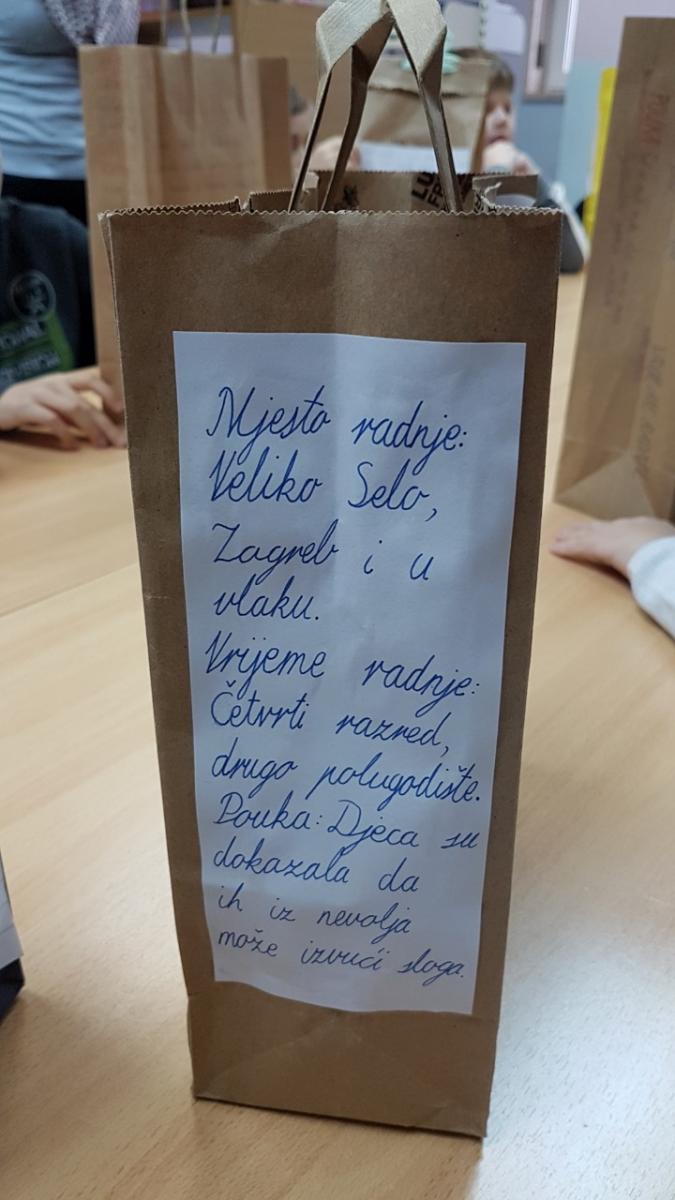 Mjesto radnje:
Veliko Selo,
Zagreb i u
vlaku.
Vrijeme radnje:
Četvrti razred,
drugo polugodište.
Pouka: Djeca su
dokazala da
ih iz nevolja
može izvući sloga.